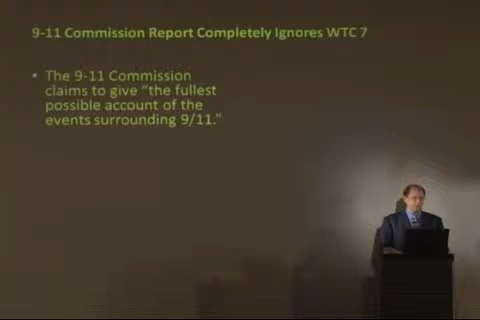 9-11 Commission Report Completely Ignores WTC 7
• The 9-11 Commission
claims to give “the fullest
possible account of the
events surrounding 9/11.”